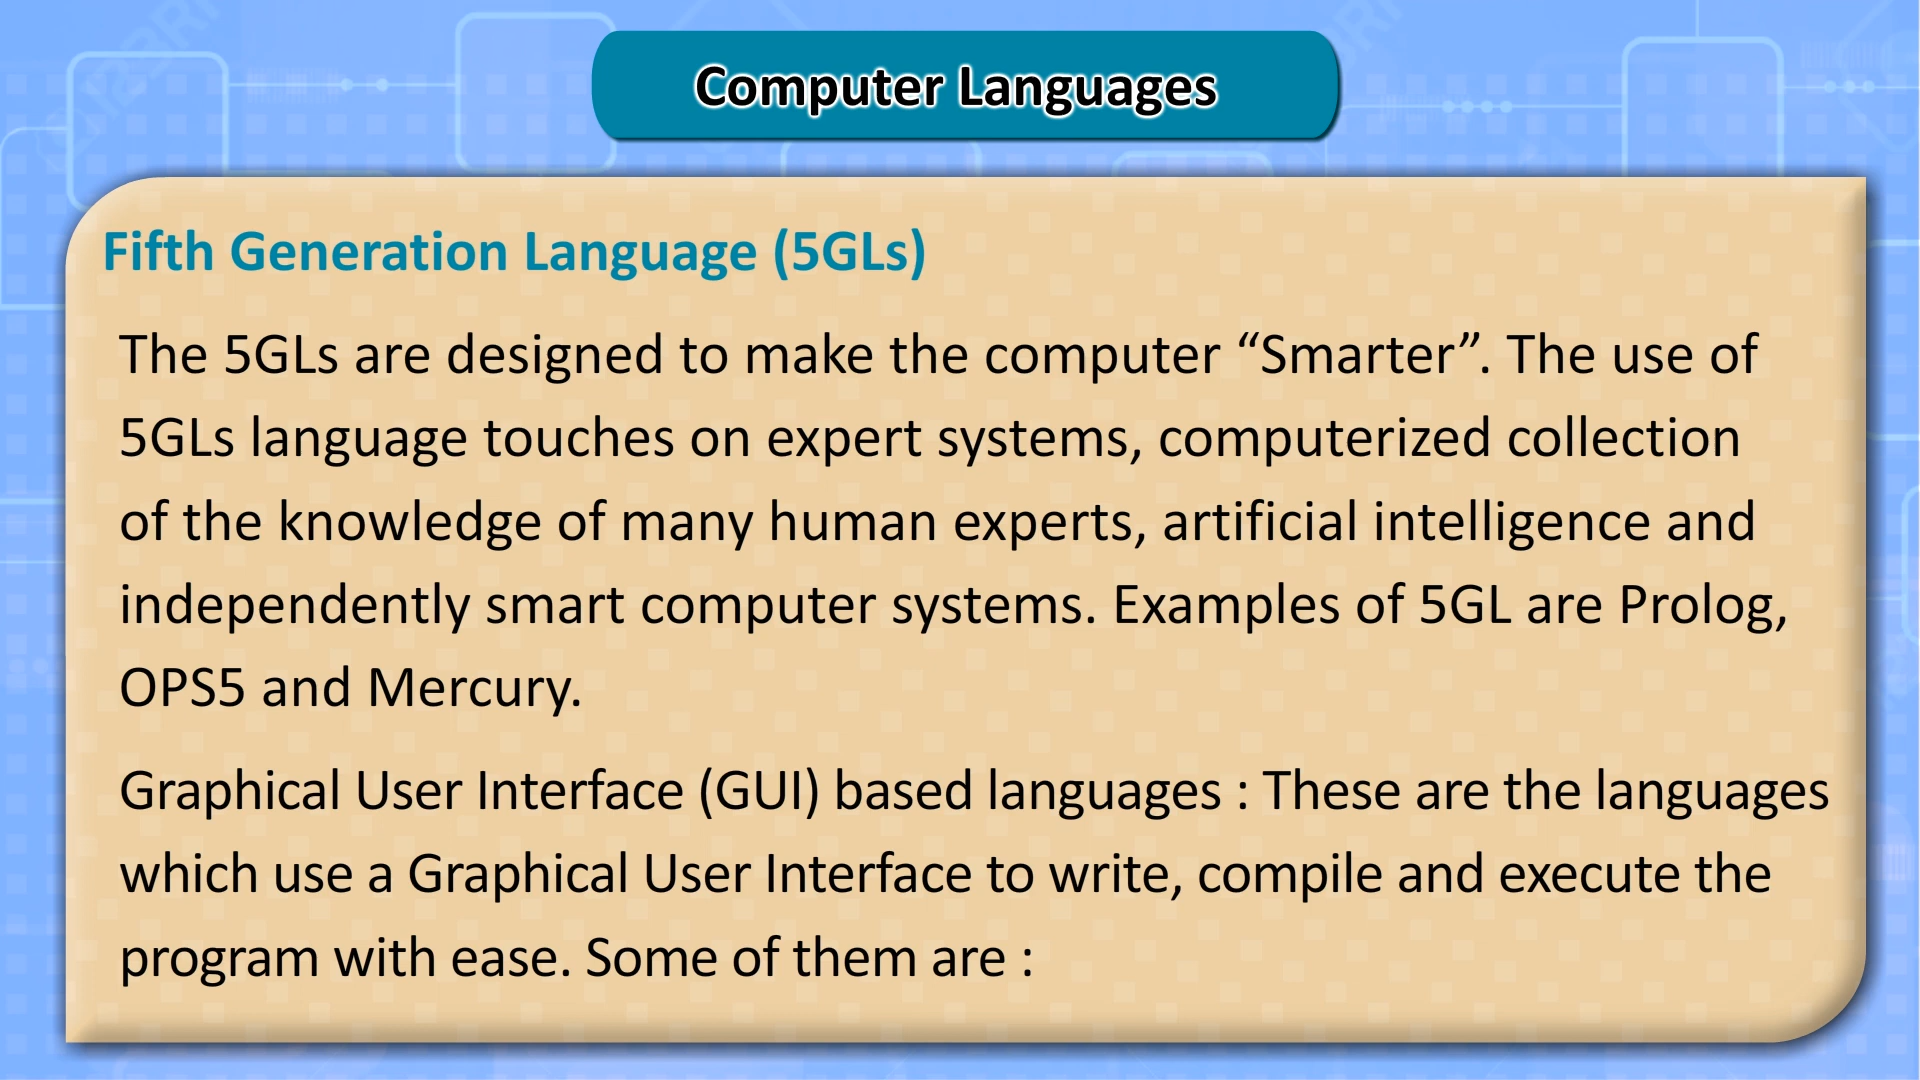 Computer Languages
Fifth Generation Language (5GLs)
The 5GLs are designed to make the computer “Smarter”. The use of
5GLs language touches on expert systems, computerized collection
of the knowledge of many human experts, artificial intelligence and
independently smart computer systems. Examples of 5GL are Prolog,
OPS5 and Mercury.
Graphical User Interface (GUI) based languages : These are the languages
which use a Graphical User Interface to write, compile and execute the
program with ease. Some of them are :